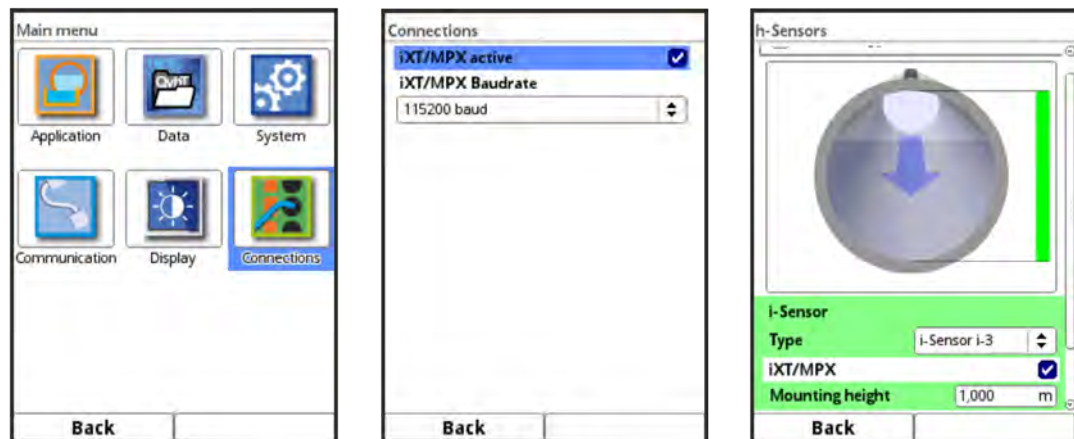 Main menu
Application
Data
System
Communication
Display
Connections
Back
Connections
iXT/MPX active
iXT/MPX Baudrate
115200 baud
Back
h-Sensors
i-Sensor
Type
i-Sensor i-3
iXT/MPX
Mounting height
1,000 m
Back